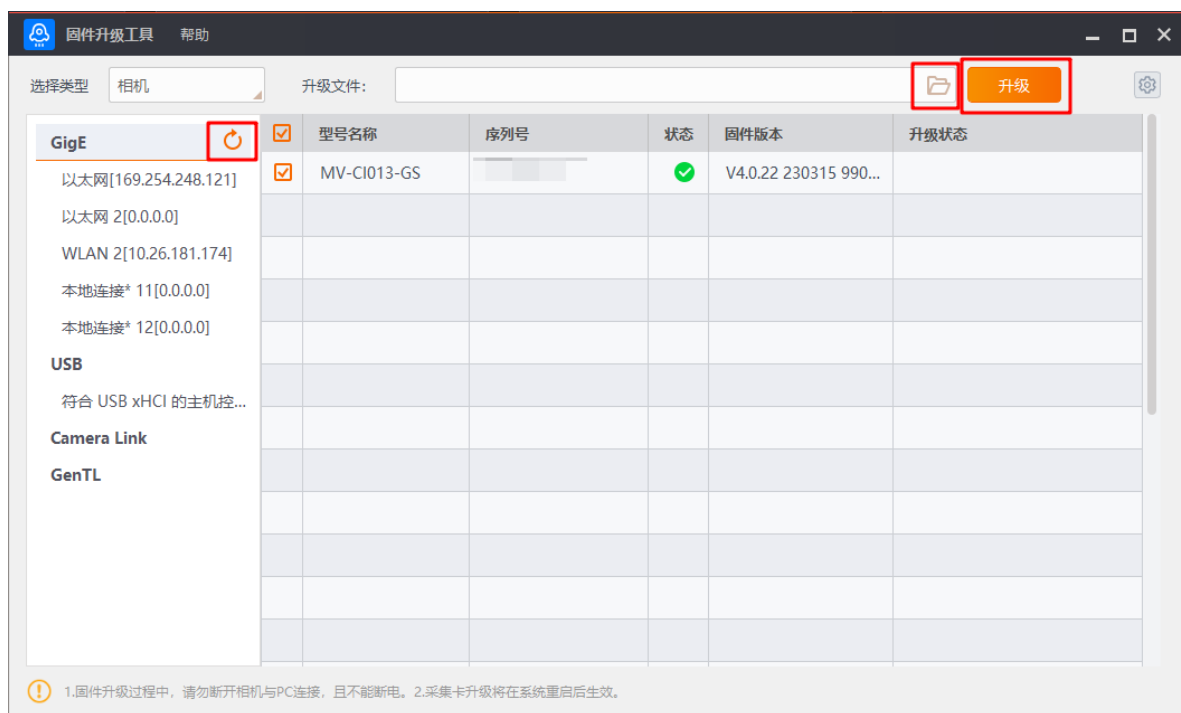 固件升级工具 帮助
选择类型 相机 升级文件: 升级
GigE 型号名称 序列号 状态 固件版本 升级状态
以太网[169.254.248.121] MV-CI013-GS V4.0.22 230315 990...
以太网 2[0.0.0.0]
WLAN 2[10.26.181.174]
本地连接* 11[0.0.0.0]
本地连接* 12[0.0.0.0]
USB
符合 USB xHCI 的主机控...
Camera Link
GenTL
1.固件升级过程中，请勿断开相机与PC连接，且不能断电。2.采集卡升级将在系统重启后生效。